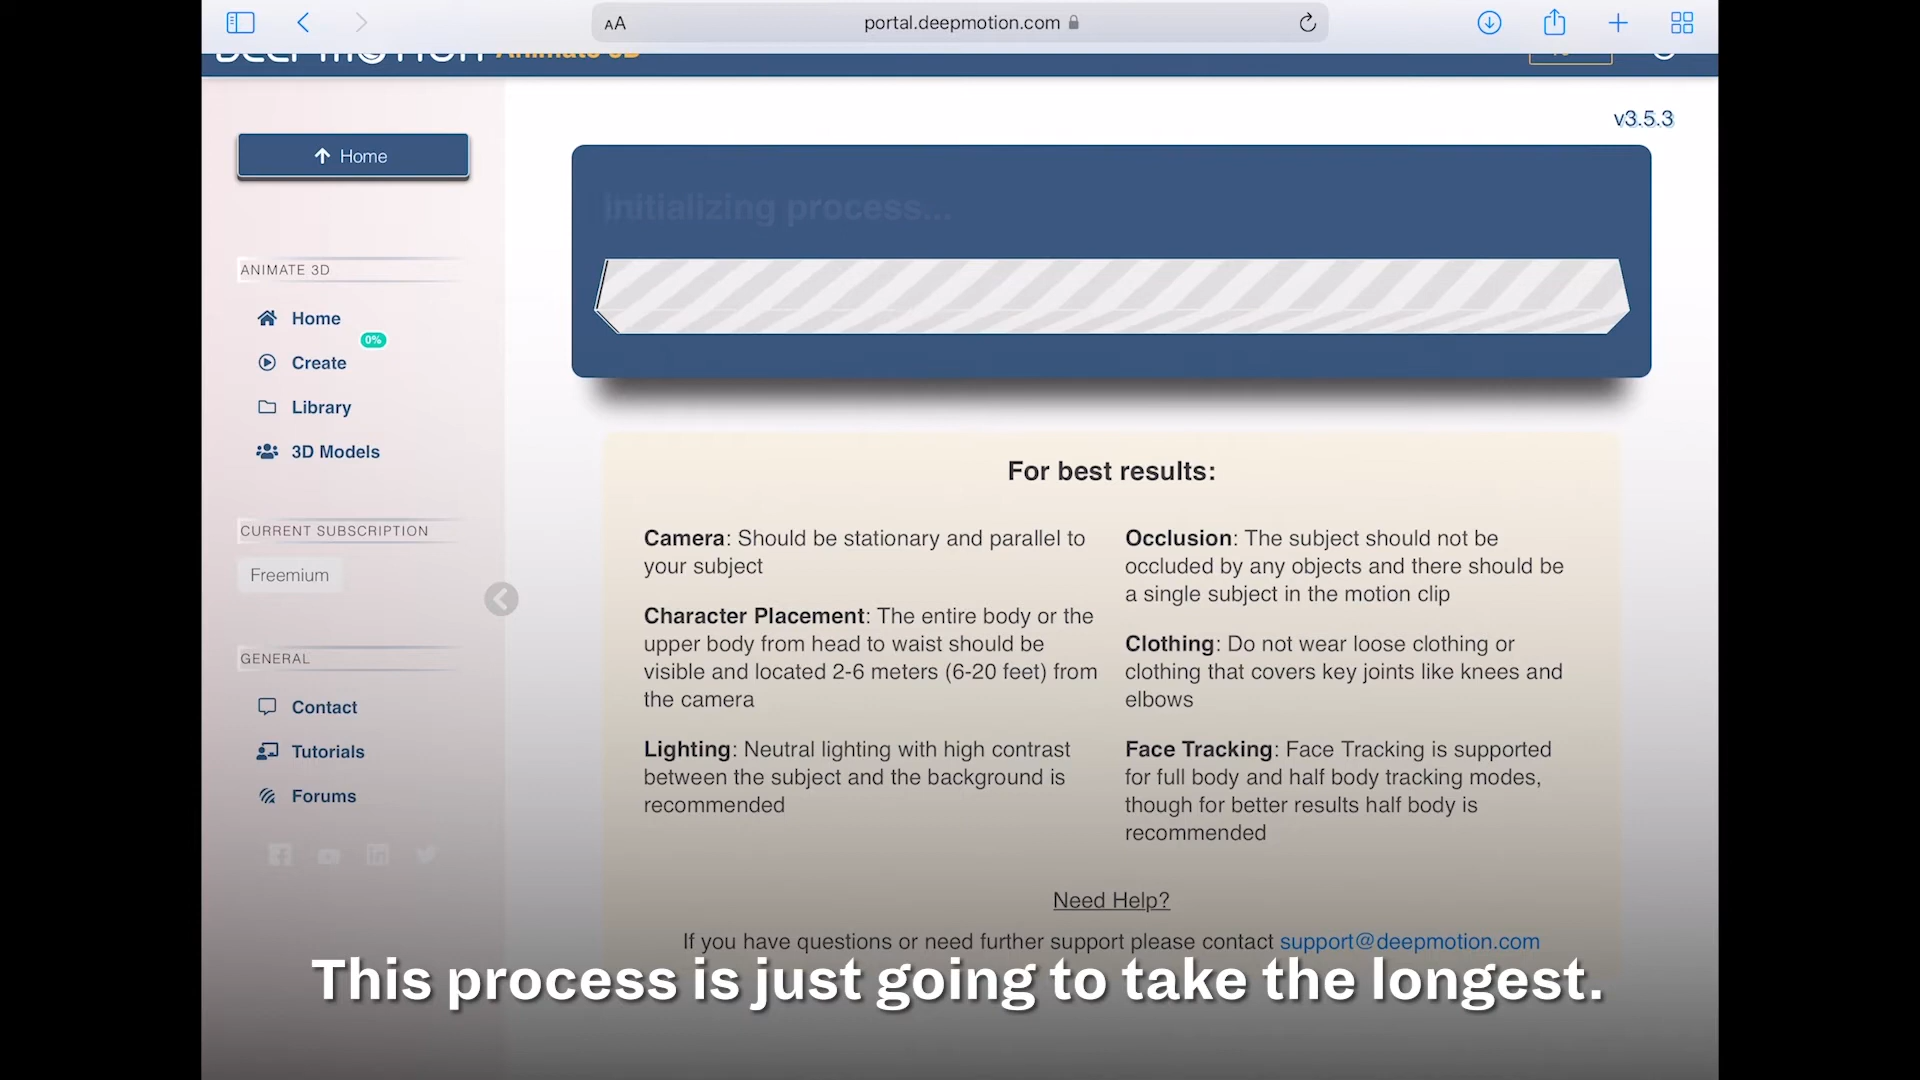 AA
portal.deepmotion.com
DEEPMOTION Animate 3D
v3.5.3
Home
Initializing process...
ANIMATE 3D
Home
0%
Create
Library
3D Models
CURRENT SUBSCRIPTION
Freemium
GENERAL
Contact
Tutorials
Forums
For best results:
Camera: Should be stationary and parallel to
your subject
Character Placement: The entire body or the
upper body from head to waist should be
visible and located 2-6 meters (6-20 feet) from
the camera
Lighting: Neutral lighting with high contrast
between the subject and the background is
recommended
Occlusion: The subject should not be
occluded by any objects and there should be
a single subject in the motion clip
Clothing: Do not wear loose clothing or
clothing that covers key joints like knees and
elbows
Face Tracking: Face Tracking is supported
for full body and half body tracking modes,
though for better results half body is
recommended
Need Help?
If you have questions or need further support please contact support@deepmotion.com
This process is just going to take the longest.